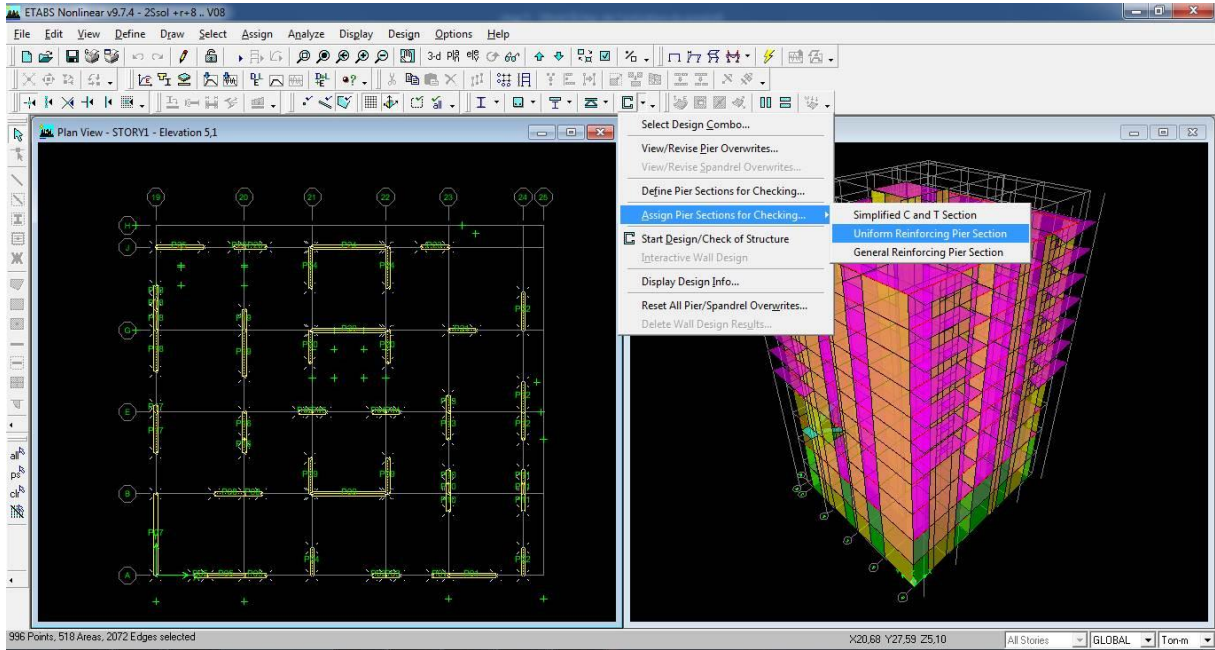 ETABS Nonlinear v9.7.4 - 2Ssol +r+8 .. V08
File Edit View Define Draw Select Assign Analyze Display Design Options Help
3-d
Plan View - STORY1 - Elevation 5,1
19 20 21 22 23 24 25
H
J
G
E
B
A
Select Design Combo...
View/Revise Pier Overwrites...
View/Revise Spandrel Overwrites...
Define Pier Sections for Checking...
Assign Pier Sections for Checking...
Start Design/Check of Structure
Interactive Wall Design
Display Design Info...
Reset All Pier/Spandrel Overwrites...
Delete Wall Design Results...
Simplified C and T Section
Uniform Reinforcing Pier Section
General Reinforcing Pier Section
all
ps
clr
996 Points, 518 Areas, 2072 Edges selected
X20,68 Y27,59 Z5,10
All Stories
GLOBAL
Ton-m